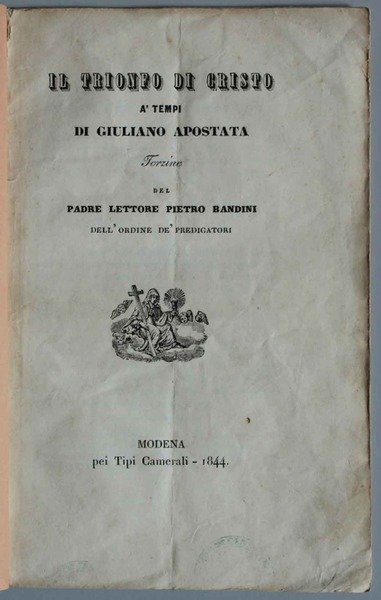 IL TRIONFO DI CRISTO
A' TEMPI
DI GIULIANO APOSTATA
Terzine
DEL
PADRE LETTORE PIETRO BANDINI
DELL' ORDINE DE' PREDICATORI
MODENA
pei Tipi Camerali - 1844.